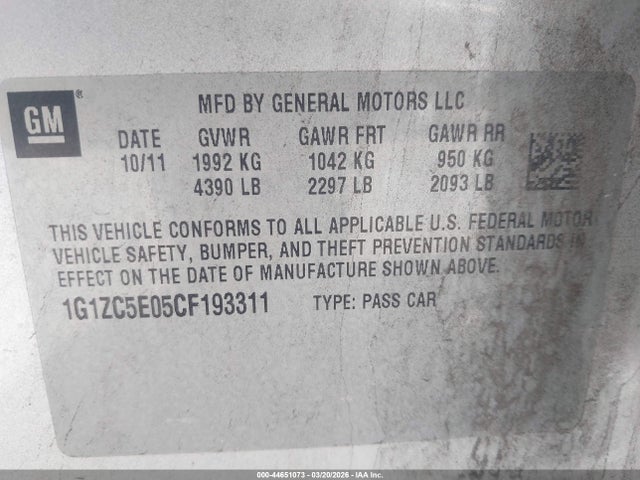 GM ®
MFD BY GENERAL MOTORS LLC
DATE GVWR GAWR FRT GAWR RR
10/11 1992 KG 1042 KG 950 KG
4390 LB 2297 LB 2093 LB
THIS VEHICLE CONFORMS TO ALL APPLICABLE U.S. FEDERAL MOTOR
VEHICLE SAFETY, BUMPER, AND THEFT PREVENTION STANDARDS IN
EFFECT ON THE DATE OF MANUFACTURE SHOWN ABOVE.
1G1ZC5E05CF193311 TYPE: PASS CAR
000-44651073 | 03/20/2026 | IAA Inc.